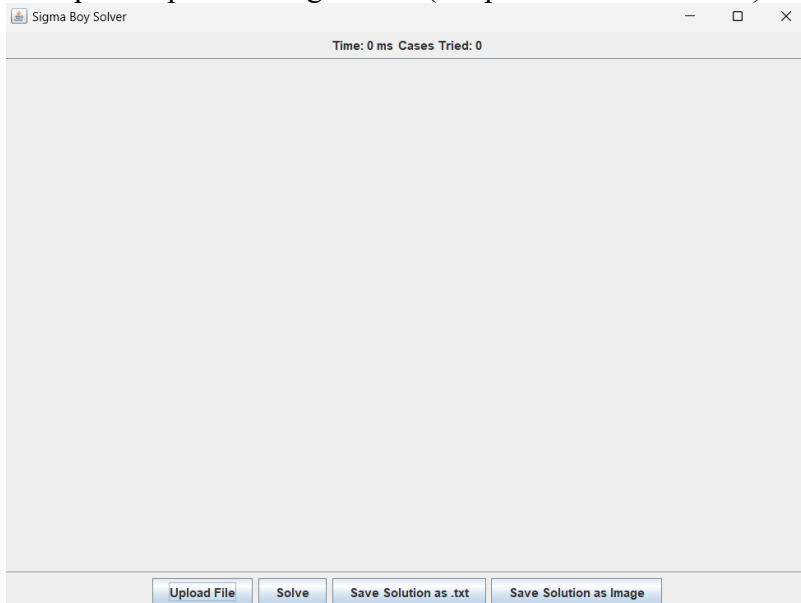 Sigma Boy Solver
Time: 0 ms Cases Tried: 0
Upload File Solve Save Solution as .txt Save Solution as Image